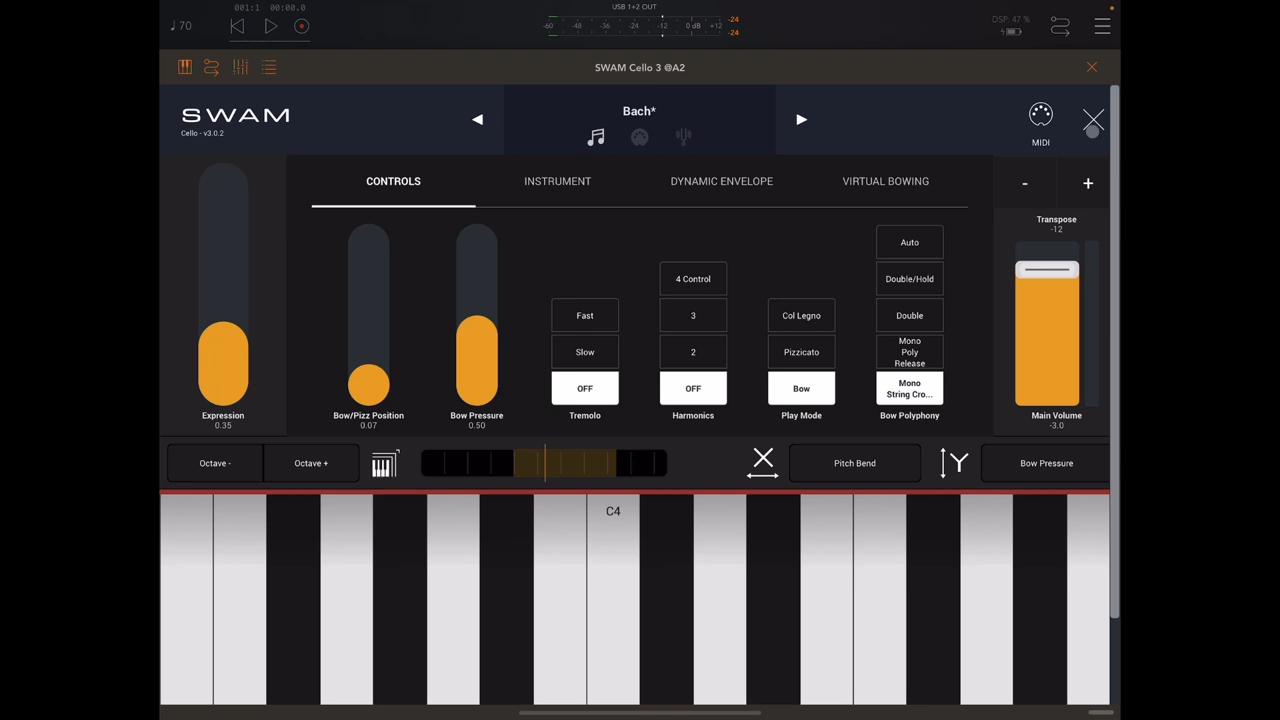 001:1 00:00.0
♩70
USB 1+2 OUT
-60 -48 -36 -24 -12 0 dB +12
-24
-24
DSP: 47 %
SWAM Cello 3 @A2
SWAM
Cello - v3.0.2
Bach*
MIDI
CONTROLS INSTRUMENT DYNAMIC ENVELOPE VIRTUAL BOWING
- +
Transpose
-12
Auto
4 Control Double/Hold
Fast 3 Col Legno Double
Slow 2 Pizzicato Mono
Poly
Release
OFF OFF Bow Mono
String Cro...
Expression Bow/Pizz Position Bow Pressure Tremolo Harmonics Play Mode Bow Polyphony Main Volume
0.35 0.07 0.50 -3.0
Octave - Octave + X Pitch Bend Y Bow Pressure
C4